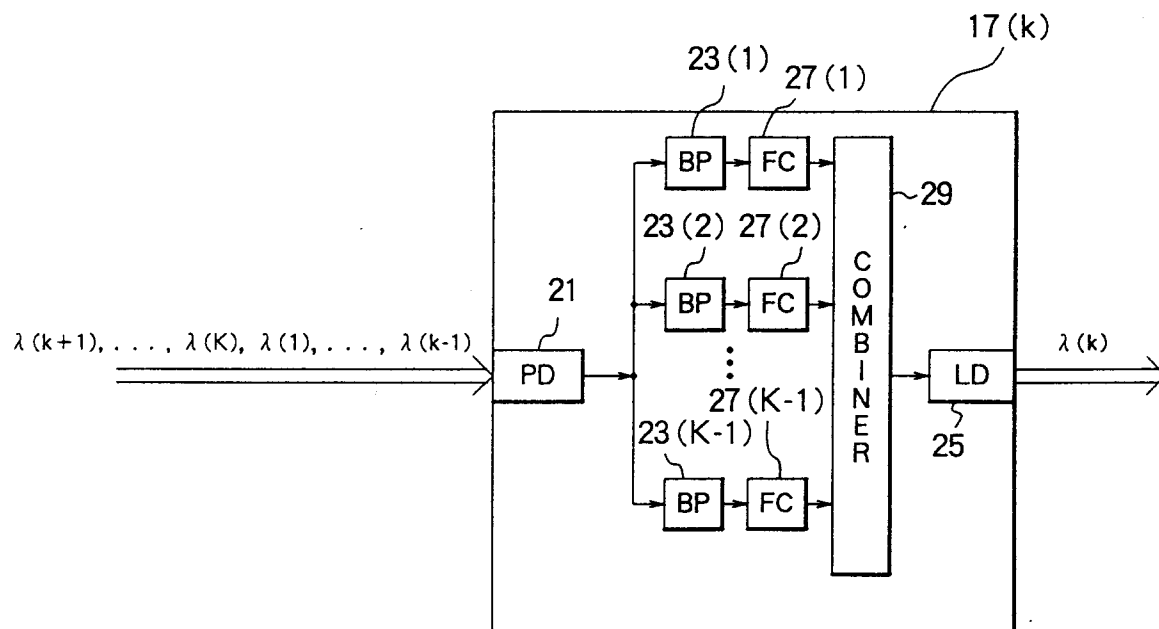 17(k)
23(1)
27(1)
BP
FC
29
23(2)
27(2)
BP
FC
COMBINER
21
λ(k+1), . . . , λ(K), λ(1), . . . , λ(k-1)
PD
λ(k)
LD
25
27(K-1)
23(K-1)
BP
FC